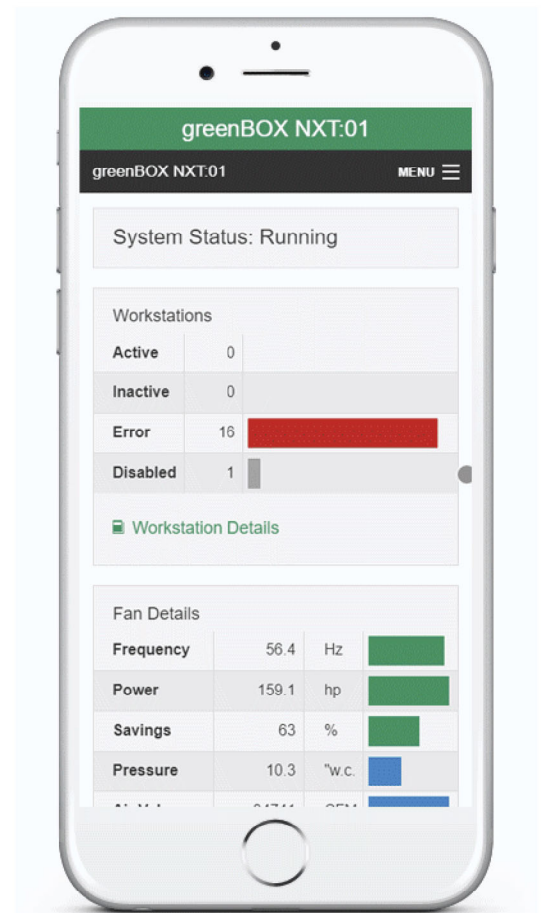 greenBOX NXT:01
greenBOX NXT:01 MENU
System Status: Running
Workstations
Active 0
Inactive 0
Error 16
Disabled 1
Workstation Details
Fan Details
Frequency 56.4 Hz
Power 159.1 hp
Savings 63 %
Pressure 10.3 "w.c.